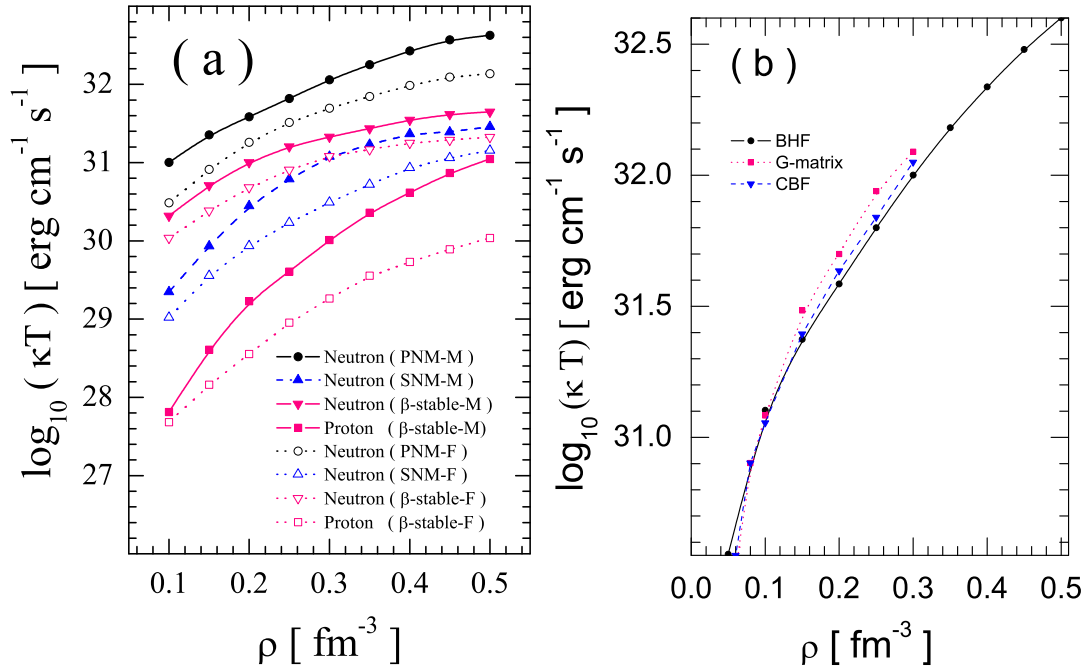 ( a )
log10 ( κT ) [ erg cm-1 s-1 ]
32
31
30
29
28
27
Neutron ( PNM-M )
Neutron ( SNM-M )
Neutron ( β-stable-M )
Proton ( β-stable-M)
Neutron ( PNM-F )
Neutron ( SNM-F )
Neutron ( β-stable-F )
Proton ( β-stable-F )
0.1 0.2 0.3 0.4 0.5
ρ [ fm-3 ]
( b )
log10 (κ T ) [ erg cm-1 s-1 ]
32.5
32.0
31.5
31.0
BHF
G-matrix
CBF
0.0 0.1 0.2 0.3 0.4 0.5
ρ [ fm-3 ]